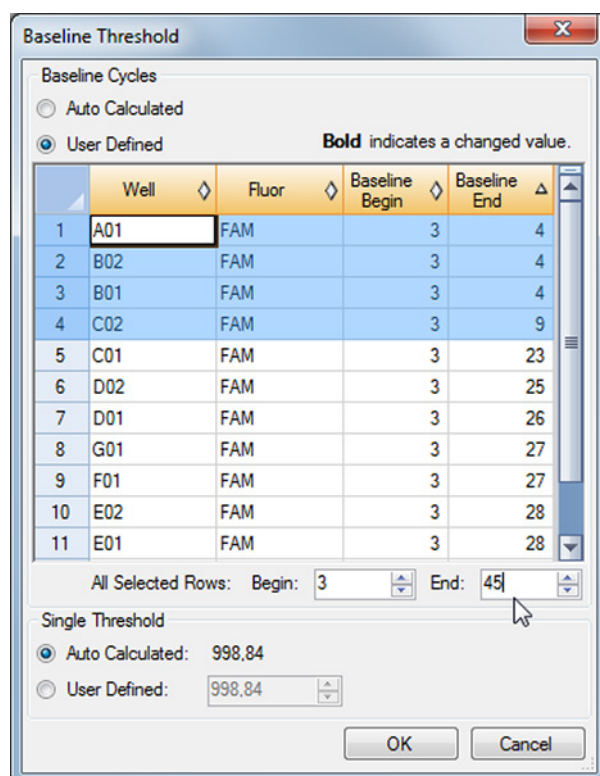 Baseline Threshold
Baseline Cycles
Auto Calculated
User Defined Bold indicates a changed value.
Well Fluor Baseline Begin Baseline End
1 A01 FAM 3 4
2 B02 FAM 3 4
3 B01 FAM 3 4
4 C02 FAM 3 9
5 C01 FAM 3 23
6 D02 FAM 3 25
7 D01 FAM 3 26
8 G01 FAM 3 27
9 F01 FAM 3 27
10 E02 FAM 3 28
11 E01 FAM 3 28
All Selected Rows: Begin: 3 End: 45
Single Threshold
Auto Calculated: 998,84
User Defined: 998,84
OK Cancel